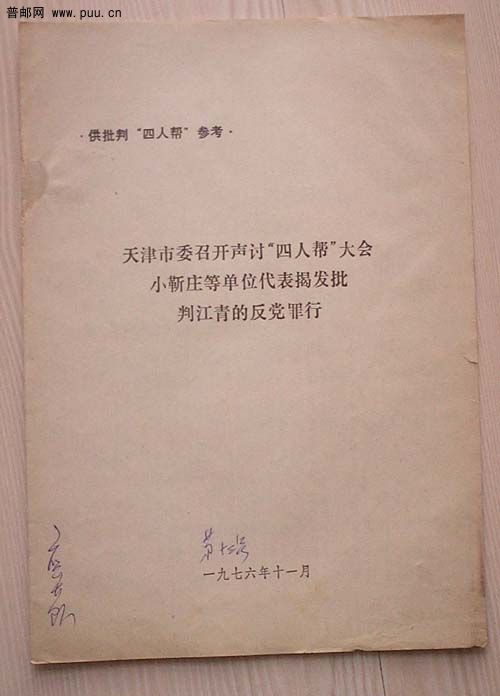 普邮网 www.puu.cn
·供批判“四人帮”参考·
天津市委召开声讨“四人帮”大会
小靳庄等单位代表揭发批
判江青的反党罪行
一九七六年十一月